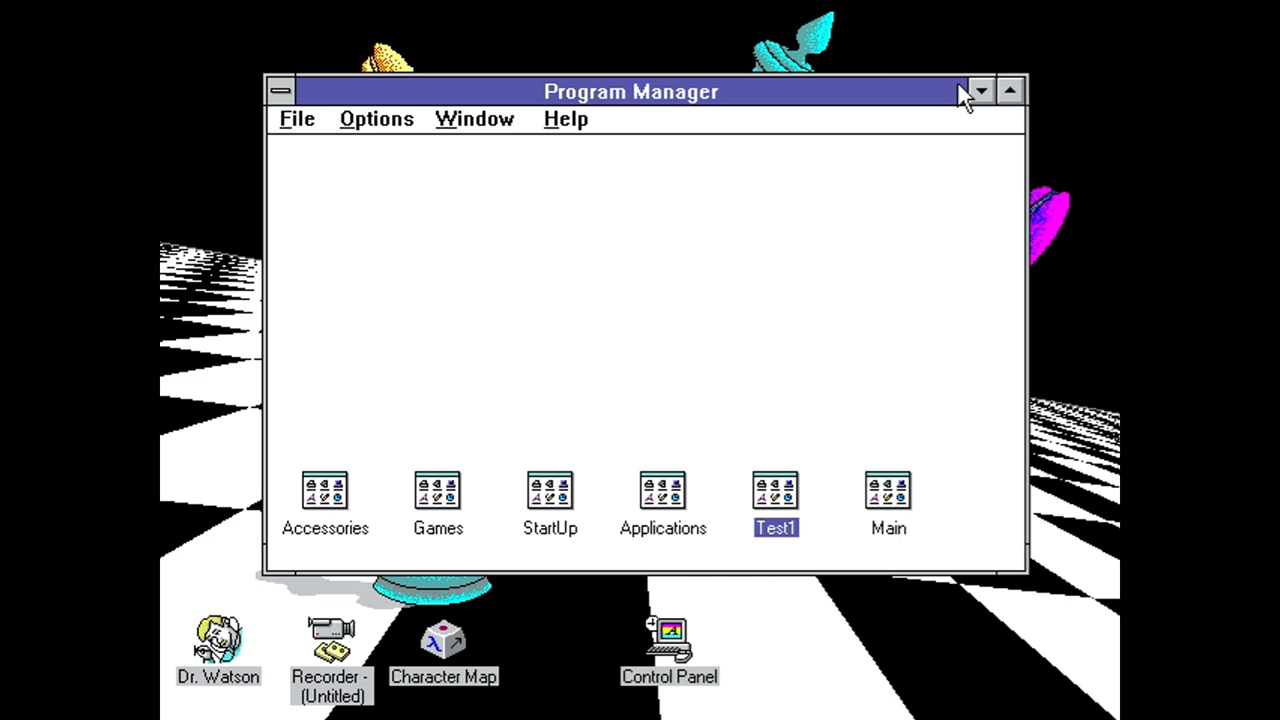 Program Manager
File Options Window Help
Accessories Games StartUp Applications Test1 Main
Dr. Watson Recorder - Character Map Control Panel
(Untitled)